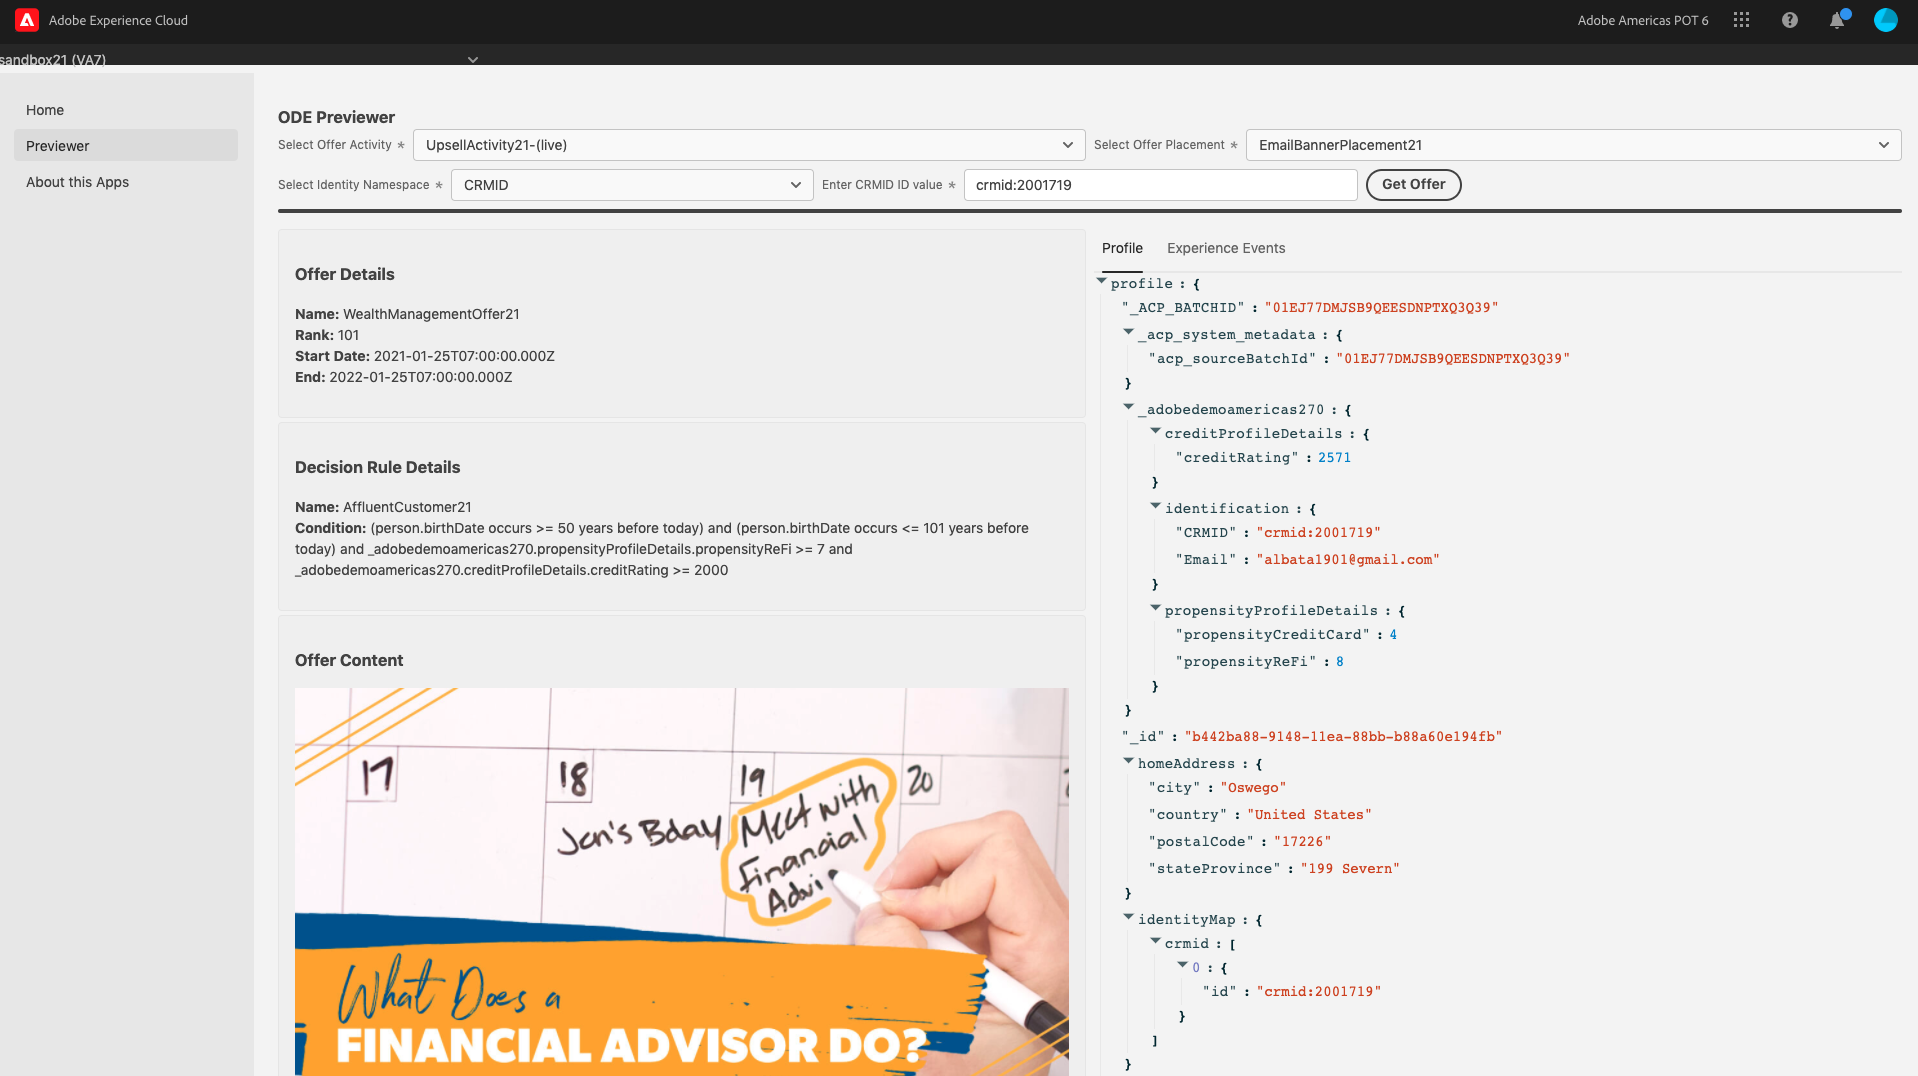 Adobe Experience Cloud
Adobe Americas POT 6
sandbox21 (VA7)
Home
Previewer
About this Apps
ODE Previewer
Select Offer Activity *
UpsellActivity21-(live)
Select Offer Placement *
EmailBannerPlacement21
Select Identity Namespace *
CRMID
Enter CRMID ID value *
crmid:2001719
Get Offer
Offer Details
Name: WealthManagementOffer21
Rank: 101
Start Date: 2021-01-25T07:00:00.000Z
End: 2022-01-25T07:00:00.000Z
Decision Rule Details
Name: AffluentCustomer21
Condition: (person.birthDate occurs >= 50 years before today) and (person.birthDate occurs <= 101 years before
today) and _adobedemoamericas270.propensityProfileDetails.propensityReFi >= 7 and
_adobedemoamericas270.creditProfileDetails.creditRating >= 2000
Offer Content
17
18
19
20
Jen's Bday
Meet with
Financial
Advi
What Does a
FINANCIAL ADVISOR DO?
Profile
Experience Events
profile : {
"_ACP_BATCHID" : "01EJ77DMJSB9QEESDNPTXQ3Q39"
_acp_system_metadata : {
"acp_sourceBatchId" : "01EJ77DMJSB9QEESDNPTXQ3Q39"
}
_adobedemoamericas270 : {
creditProfileDetails : {
"creditRating" : 2571
}
identification : {
"CRMID" : "crmid:2001719"
"Email" : "albata1901@gmail.com"
}
propensityProfileDetails : {
"propensityCreditCard" : 4
"propensityReFi" : 8
}
}
"_id" : "b442ba88-9148-11ea-88bb-b88a60e194fb"
homeAddress : {
"city" : "Oswego"
"country" : "United States"
"postalCode" : "17226"
"stateProvince" : "199 Severn"
}
identityMap : {
crmid : [
0 : {
"id" : "crmid:2001719"
}
]
}